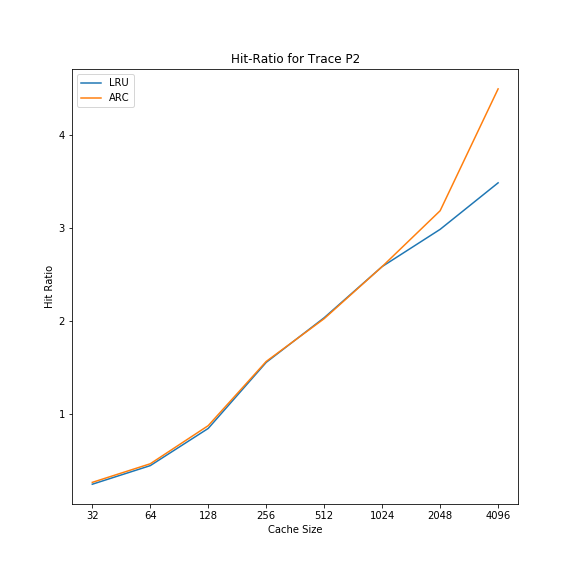 Hit-Ratio for Trace P2
LRU
ARC
4
3
2
1
Hit Ratio
32 64 128 256 512 1024 2048 4096
Cache Size